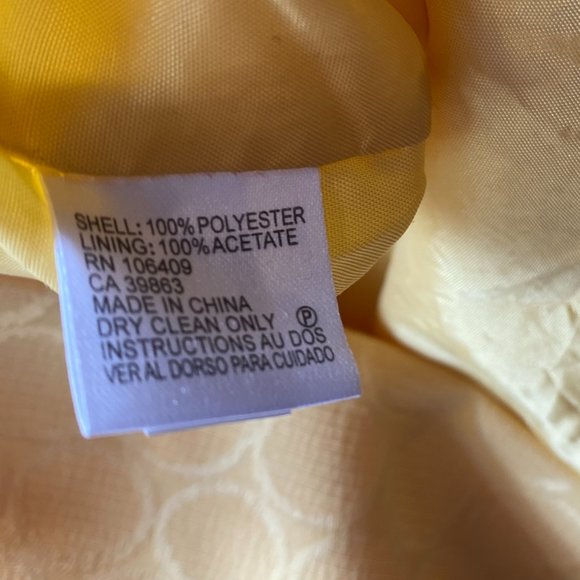 SHELL: 100% POLYESTER
LINING: 100% ACETATE
RN 106409
CA 39863
MADE IN CHINA
DRY CLEAN ONLY Ⓟ
INSTRUCTIONS AU DOS
VER AL DORSO PARA CUIDADO